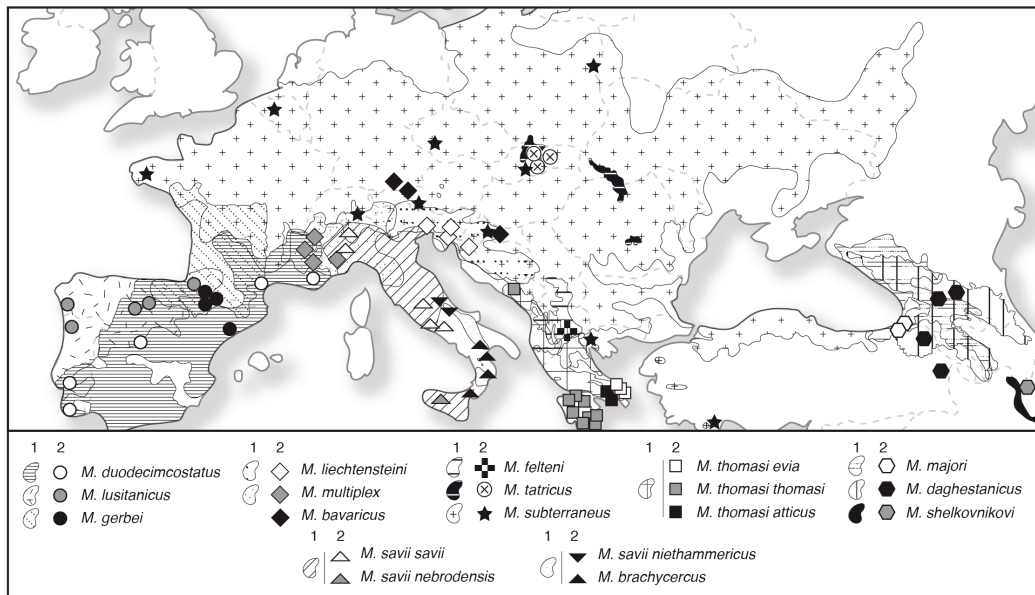 1 2 1 2 1 2 1 2 1 2
M. duodecimcostatus M. liechtensteini M. felteni M. thomasi evia M. majori
M. lusitanicus M. multiplex M. tatricus M. thomasi thomasi M. daghestanicus
M. gerbei M. bavaricus M. subterraneus M. thomasi atticus M. shelkovnikovi
1 2 1 2
M. savii savii M. savii niethammericus
M. savii nebrodensis M. brachycercus